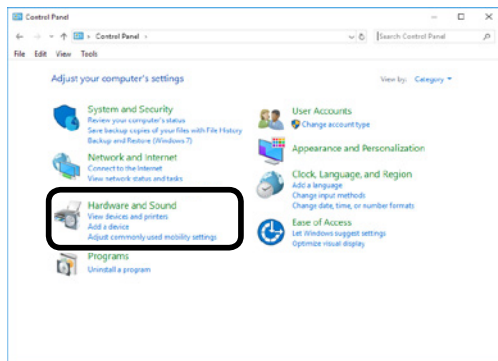 Control Panel
Control Panel
Search Control Panel
File Edit View Tools
Adjust your computer's settings
View by: Category
System and Security
Review your computer's status
Save backup copies of your files with File History
Backup and Restore (Windows 7)
Network and Internet
Connect to the Internet
View network status and tasks
Hardware and Sound
View devices and printers
Add a device
Adjust commonly used mobility settings
Programs
Uninstall a program
User Accounts
Change account type
Appearance and Personalization
Clock, Language, and Region
Add a language
Change input methods
Change date, time, or number formats
Ease of Access
Let Windows suggest settings
Optimize visual display